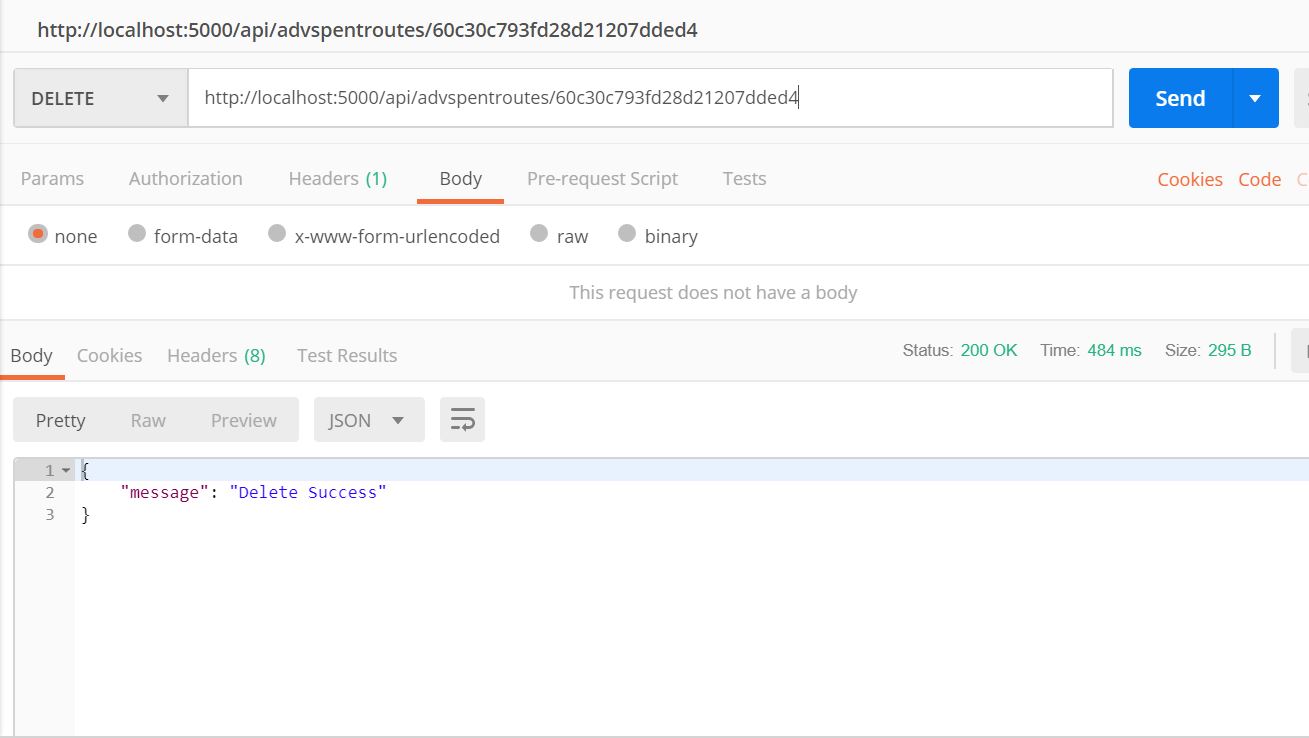 http://localhost:5000/api/advspentroutes/60c30c793fd28d21207dded4
DELETE http://localhost:5000/api/advspentroutes/60c30c793fd28d21207dded4 Send
Params Authorization Headers (1) Body Pre-request Script Tests Cookies Code
none form-data x-www-form-urlencoded raw binary
This request does not have a body
Body Cookies Headers (8) Test Results Status: 200 OK Time: 484 ms Size: 295 B
Pretty Raw Preview JSON
1 {
2 "message": "Delete Success"
3 }